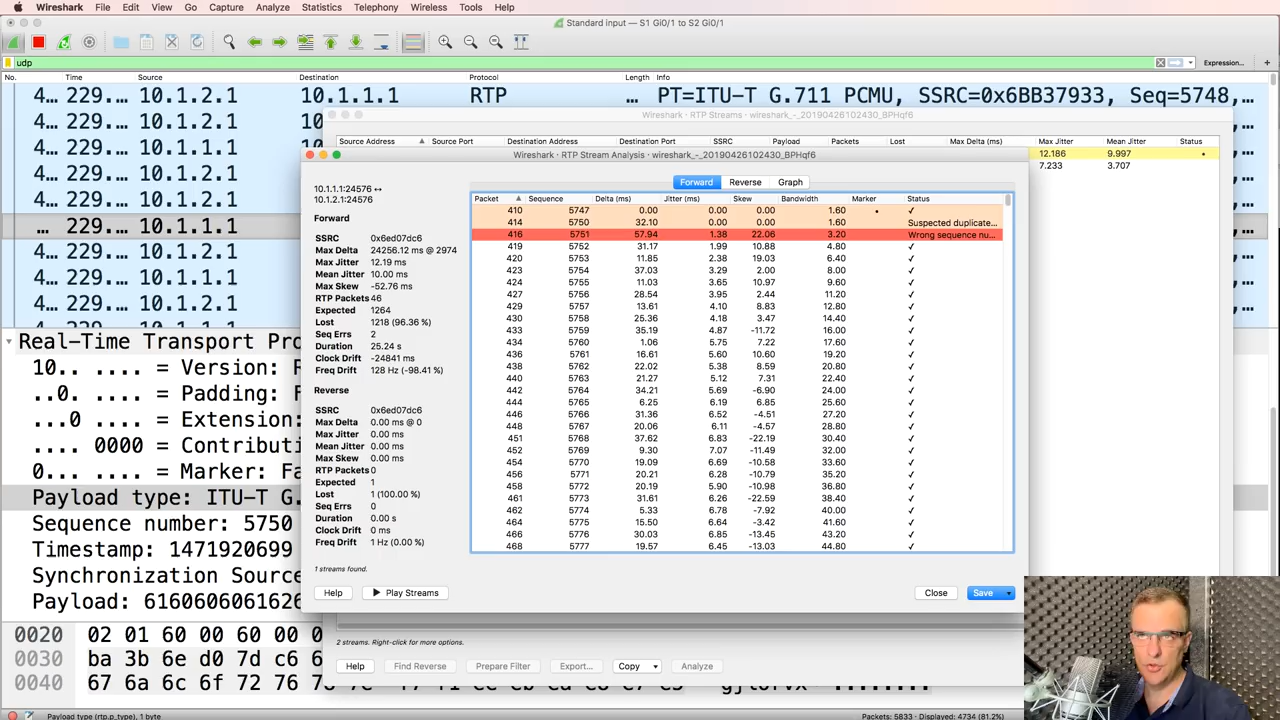 Wireshark File Edit View Go Capture Analyze Statistics Telephony Wireless Tools Help
Standard input — S1 Gi0/1 to S2 Gi0/1
udp Expression... +
No. Time Source Destination Protocol Length Info
4... 229.... 10.1.2.1 10.1.1.1 RTP ... PT=ITU-T G.711 PCMU, SSRC=0x6BB37933, Seq=5748,...
4... 229.... 10.1.2.1
4... 229.... 10.1.2.1
4... 229.... 10.1.2.1
4... 229.... 10.1.2.1
... 229.... 10.1.1.1
4... 229.... 10.1.2.1
4... 229.... 10.1.1.1
4... 229.... 10.1.1.1
Wireshark · RTP Streams · wireshark_-_20190426102430_BPHqf6
Source Address Source Port Destination Address Destination Port SSRC Payload Packets Lost Max Delta (ms) Max Jitter Mean Jitter Status
12.186 9.997 •
7.233 3.707
Wireshark · RTP Stream Analysis · wireshark_-_20190426102430_BPHqf6
Forward Reverse Graph
10.1.1.1:24576 ↔
10.1.2.1:24576
Forward
SSRC 0x6ed07dc6
Max Delta 24256.12 ms @ 2974
Max Jitter 12.19 ms
Mean Jitter 10.00 ms
Max Skew -52.76 ms
RTP Packets 46
Expected 1264
Lost 1218 (96.36 %)
Seq Errs 2
Duration 25.24 s
Clock Drift -24841 ms
Freq Drift 128 Hz (-98.41 %)
Reverse
SSRC 0x6ed07dc6
Max Delta 0.00 ms @ 0
Max Jitter 0.00 ms
Mean Jitter 0.00 ms
Max Skew 0.00 ms
RTP Packets 0
Expected 1
Lost 1 (100.00 %)
Seq Errs 0
Duration 0.00 s
Clock Drift 0 ms
Freq Drift 1 Hz (0.00 %)
1 streams found.
Packet Sequence Delta (ms) Jitter (ms) Skew Bandwidth Marker Status
410 5747 0.00 0.00 0.00 1.60 • ✓
414 5750 32.10 0.00 0.00 1.60 Suspected duplicate...
416 5751 57.94 1.38 22.06 3.20 Wrong sequence nu...
419 5752 31.17 1.99 10.88 4.80 ✓
420 5753 11.85 2.38 19.03 6.40 ✓
423 5754 37.03 3.29 2.00 8.00 ✓
424 5755 11.03 3.65 10.97 9.60 ✓
427 5756 28.54 3.95 2.44 11.20 ✓
429 5757 13.61 4.10 8.83 12.80 ✓
430 5758 25.36 4.18 3.47 14.40 ✓
433 5759 35.19 4.87 -11.72 16.00 ✓
434 5760 1.06 5.75 7.22 17.60 ✓
436 5761 16.61 5.60 10.60 19.20 ✓
438 5762 22.02 5.38 8.59 20.80 ✓
440 5763 21.27 5.12 7.31 22.40 ✓
442 5764 34.21 5.69 -6.90 24.00 ✓
444 5765 6.25 6.19 6.85 25.60 ✓
446 5766 31.36 6.52 -4.51 27.20 ✓
448 5767 20.06 6.11 -4.57 28.80 ✓
451 5768 37.62 6.83 -22.19 30.40 ✓
452 5769 9.30 7.07 -11.49 32.00 ✓
454 5770 19.09 6.69 -10.58 33.60 ✓
456 5771 20.21 6.28 -10.79 35.20 ✓
458 5772 20.19 5.90 -10.98 36.80 ✓
461 5773 31.61 6.26 -22.59 38.40 ✓
462 5774 5.33 6.78 -7.92 40.00 ✓
464 5775 15.50 6.64 -3.42 41.60 ✓
466 5776 30.03 6.85 -13.45 43.20 ✓
468 5777 19.57 6.45 -13.03 44.80 ✓
Help Play Streams Close Save
2 streams. Right-click for more options.
Help Find Reverse Prepare Filter Export... Copy Analyze
Real-Time Transport Pro
10.. .... = Version:
..0. .... = Padding:
...0 .... = Extension:
.... 0000 = Contributi
0... .... = Marker: Fa
Payload type: ITU-T G.
Sequence number: 5750
Timestamp: 1471920699
Synchronization Source
Payload: 6160606061626
0020 02 01 60 00 60 00 0
0030 ba 3b 6e d0 7d c6 6
0040 67 6a 6c 6f 72 76
Payload type (rtp.p_type), 1 byte Packets: 5833 · Displayed: 4734 (81.2%)